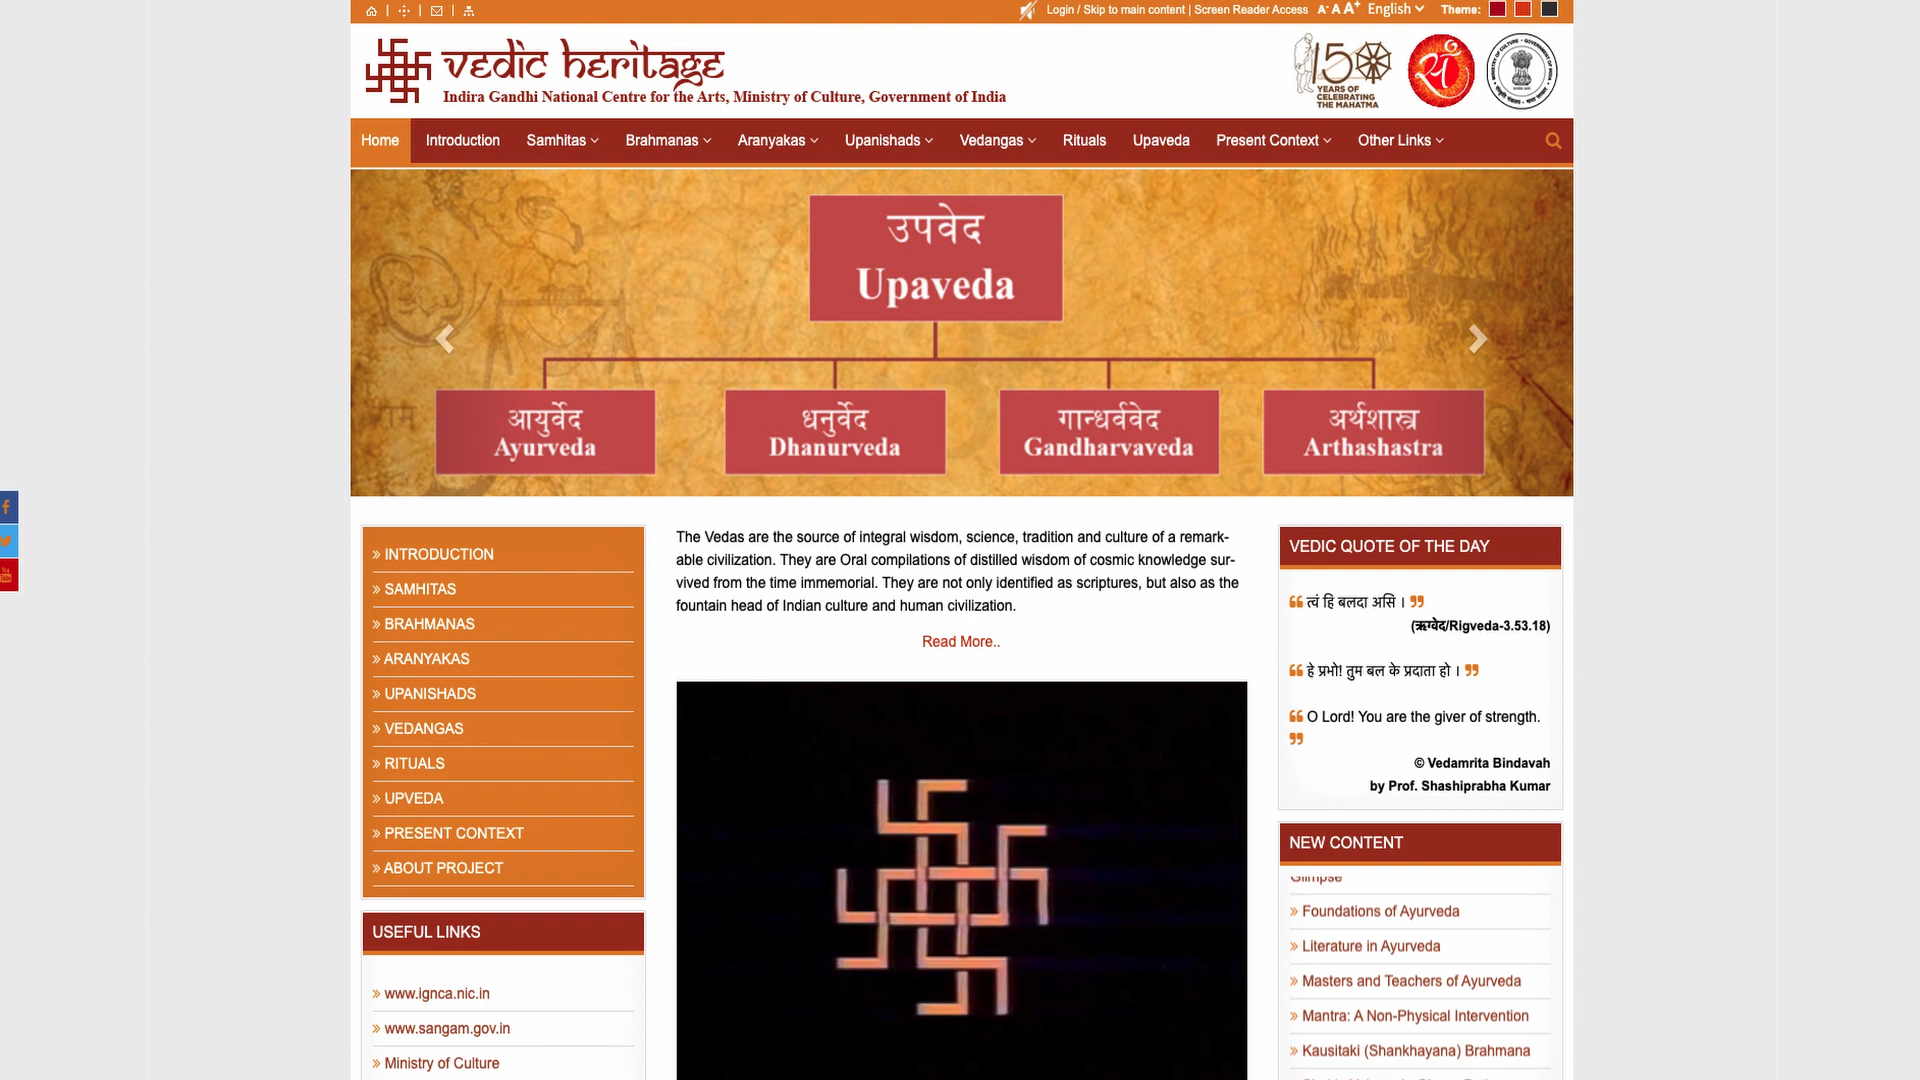 Login / Skip to main content | Screen Reader Access A- A A+ English Theme:
vedic heritage
Indira Gandhi National Centre for the Arts, Ministry of Culture, Government of India
150
YEARS OF
CELEBRATING
THE MAHATMA
Home Introduction Samhitas Brahmanas Aranyakas Upanishads Vedangas Rituals Upaveda Present Context Other Links
उपवेद
Upaveda
आयुर्वेद धनुर्वेद गान्धर्ववेद अर्थशास्त्र
Ayurveda Dhanurveda Gandharvaveda Arthashastra
» INTRODUCTION
» SAMHITAS
» BRAHMANAS
» ARANYAKAS
» UPANISHADS
» VEDANGAS
» RITUALS
» UPVEDA
» PRESENT CONTEXT
» ABOUT PROJECT
USEFUL LINKS
» www.ignca.nic.in
» www.sangam.gov.in
» Ministry of Culture
The Vedas are the source of integral wisdom, science, tradition and culture of a remark-
able civilization. They are Oral compilations of distilled wisdom of cosmic knowledge sur-
vived from the time immemorial. They are not only identified as scriptures, but also as the
fountain head of Indian culture and human civilization.
Read More..
VEDIC QUOTE OF THE DAY
“ त्वं हि बलदा असि । ”
(ऋग्वेद/Rigveda-3.53.18)
“ हे प्रभो! तुम बल के प्रदाता हो । ”
“ O Lord! You are the giver of strength.
”
© Vedamrita Bindavah
by Prof. Shashiprabha Kumar
NEW CONTENT
Glimpse
» Foundations of Ayurveda
» Literature in Ayurveda
» Masters and Teachers of Ayurveda
» Mantra: A Non-Physical Intervention
» Kausitaki (Shankhayana) Brahmana